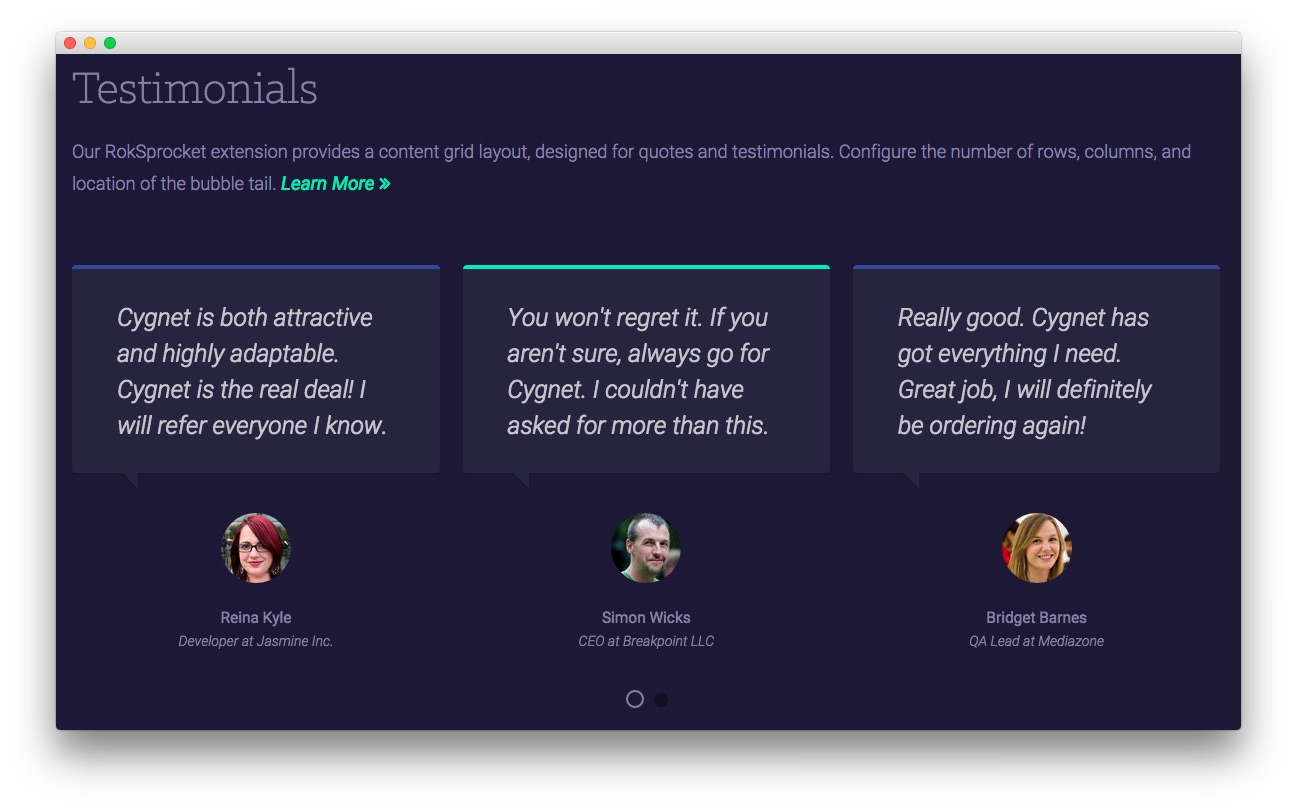 Testimonials
Our RokSprocket extension provides a content grid layout, designed for quotes and testimonials. Configure the number of rows, columns, and
location of the bubble tail. Learn More »
Cygnet is both attractive
and highly adaptable.
Cygnet is the real deal! I
will refer everyone I know.
Reina Kyle
Developer at Jasmine Inc.
You won't regret it. If you
aren't sure, always go for
Cygnet. I couldn't have
asked for more than this.
Simon Wicks
CEO at Breakpoint LLC
Really good. Cygnet has
got everything I need.
Great job, I will definitely
be ordering again!
Bridget Barnes
QA Lead at Mediazone